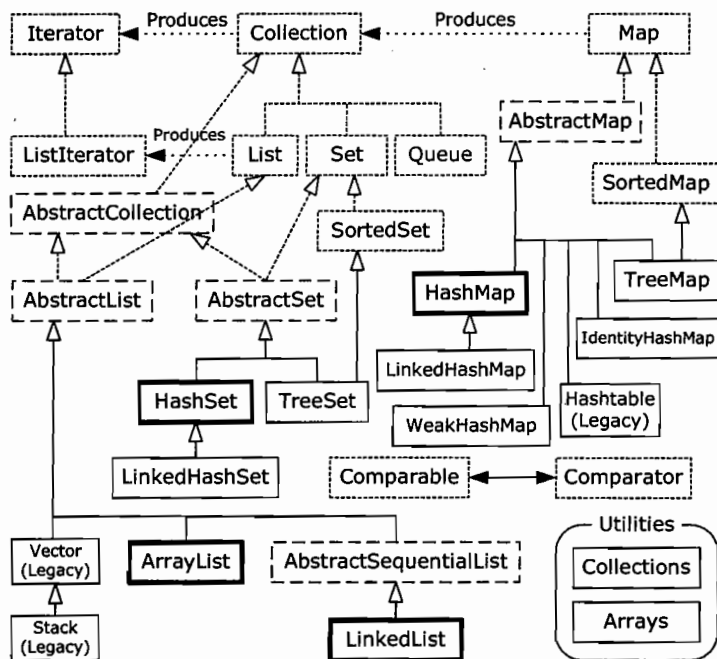 Iterator
Produces
Collection
Produces
Map
AbstractMap
ListIterator
Produces
List
Set
Queue
SortedMap
AbstractCollection
SortedSet
AbstractList
AbstractSet
HashMap
TreeMap
IdentityHashMap
LinkedHashMap
HashSet
TreeSet
Hashtable
(Legacy)
WeakHashMap
LinkedHashSet
Comparable
Comparator
Utilities
Vector
(Legacy)
ArrayList
AbstractSequentialList
Collections
Stack
(Legacy)
LinkedList
Arrays